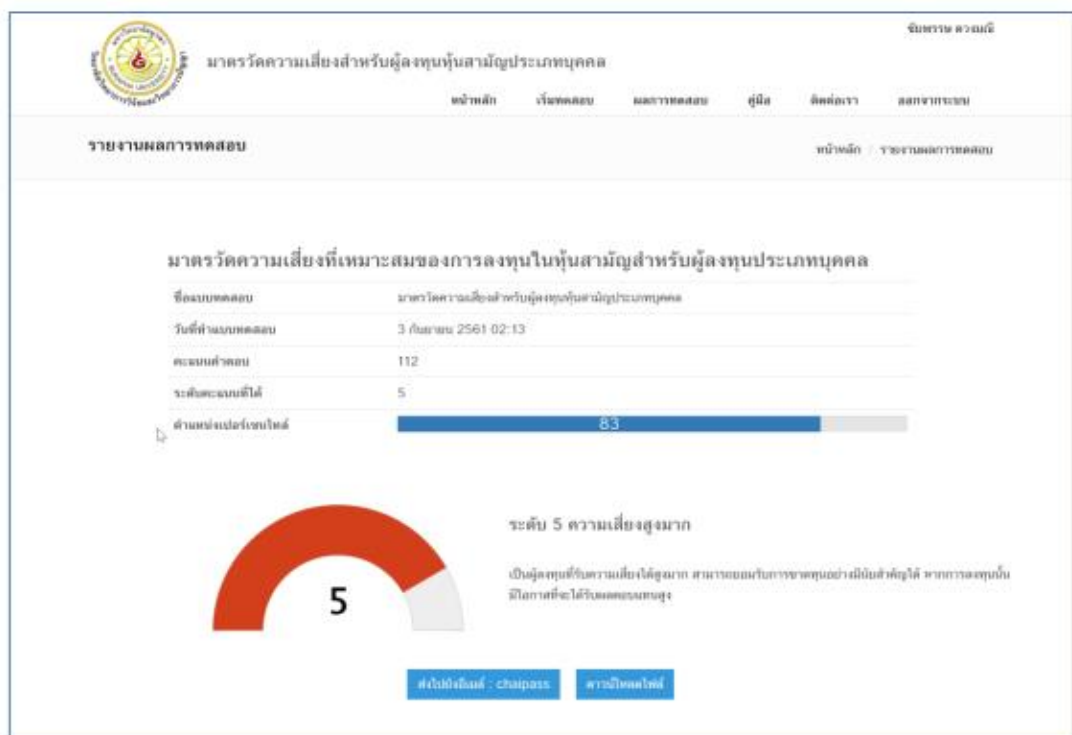 ชัยพรรษ ดวงมณี
มาตรวัดความเสี่ยงสำหรับผู้ลงทุนหุ้นสามัญประเภทบุคคล
หน้าหลัก เริ่มทดสอบ ผลการทดสอบ คู่มือ ติดต่อเรา ออกจากระบบ
รายงานผลการทดสอบ
หน้าหลัก / รายงานผลการทดสอบ
มาตรวัดความเสี่ยงที่เหมาะสมของการลงทุนในหุ้นสามัญสำหรับผู้ลงทุนประเภทบุคคล
ชื่อแบบทดสอบ มาตรวัดความเสี่ยงสำหรับผู้ลงทุนหุ้นสามัญประเภทบุคคล
วันที่ทำแบบทดสอบ 3 กันยายน 2561 02:13
คะแนนคำตอบ 112
ระดับคะแนนที่ได้ 5
ตำแหน่งเปอร์เซนไทล์ 83
ระดับ 5 ความเสี่ยงสูงมาก
เป็นผู้ลงทุนที่รับความเสี่ยงได้สูงมาก สามารถยอมรับการขาดทุนอย่างมีนัยสำคัญได้ หากการลงทุนนั้น
มีโอกาสที่จะได้รับผลตอบแทนสูง
5
ส่งไปยังอีเมล์ : chaipass ดาวน์โหลดไฟล์